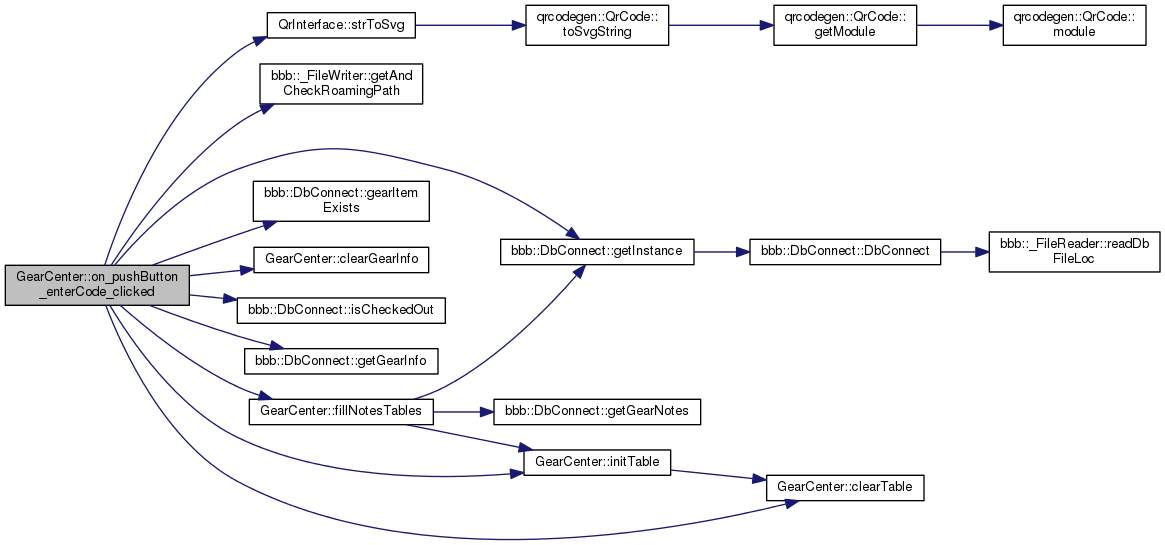 QrInterface::strToSvg
qrcodegen::QrCode::
toSvgString
qrcodegen::QrCode::
getModule
qrcodegen::QrCode::
module
bbb::_FileWriter::getAnd
CheckRoamingPath
bbb::DbConnect::gearItem
Exists
bbb::DbConnect::getInstance
bbb::DbConnect::DbConnect
bbb::_FileReader::readDb
FileLoc
GearCenter::clearGearInfo
GearCenter::on_pushButton
_enterCode_clicked
bbb::DbConnect::isCheckedOut
bbb::DbConnect::getGearInfo
GearCenter::fillNotesTables
bbb::DbConnect::getGearNotes
GearCenter::initTable
GearCenter::clearTable